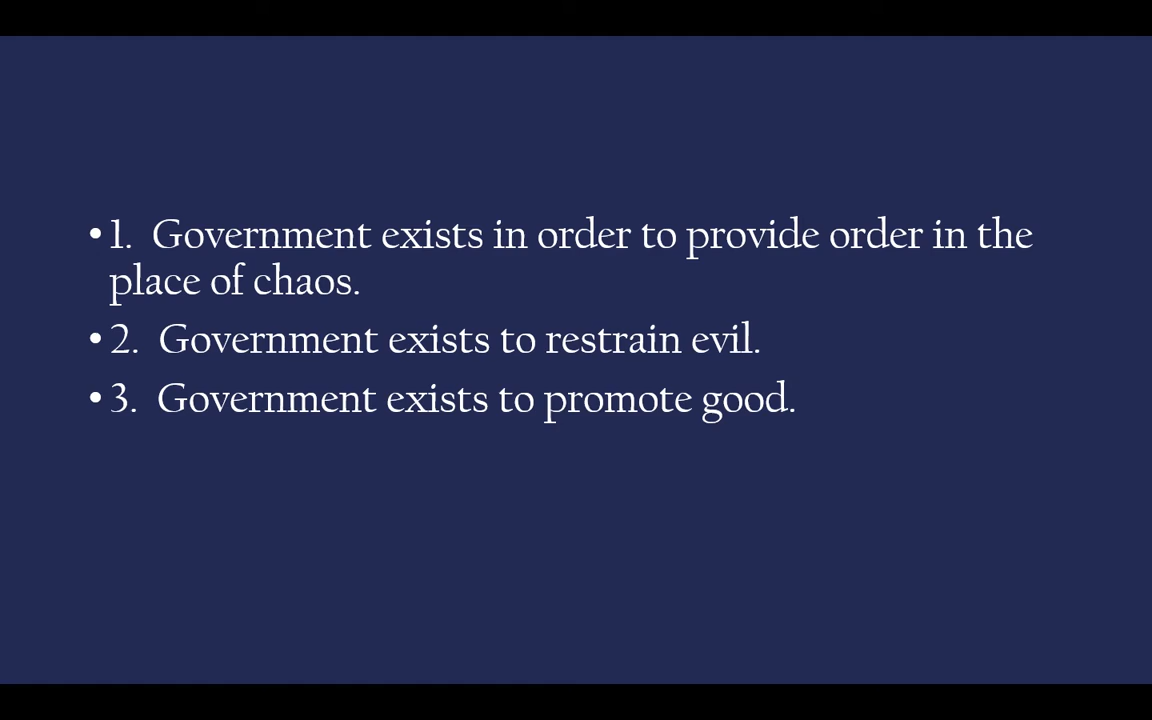 •1.  Government exists in order to provide order in the
place of chaos.
•2.  Government exists to restrain evil.
•3.  Government exists to promote good.